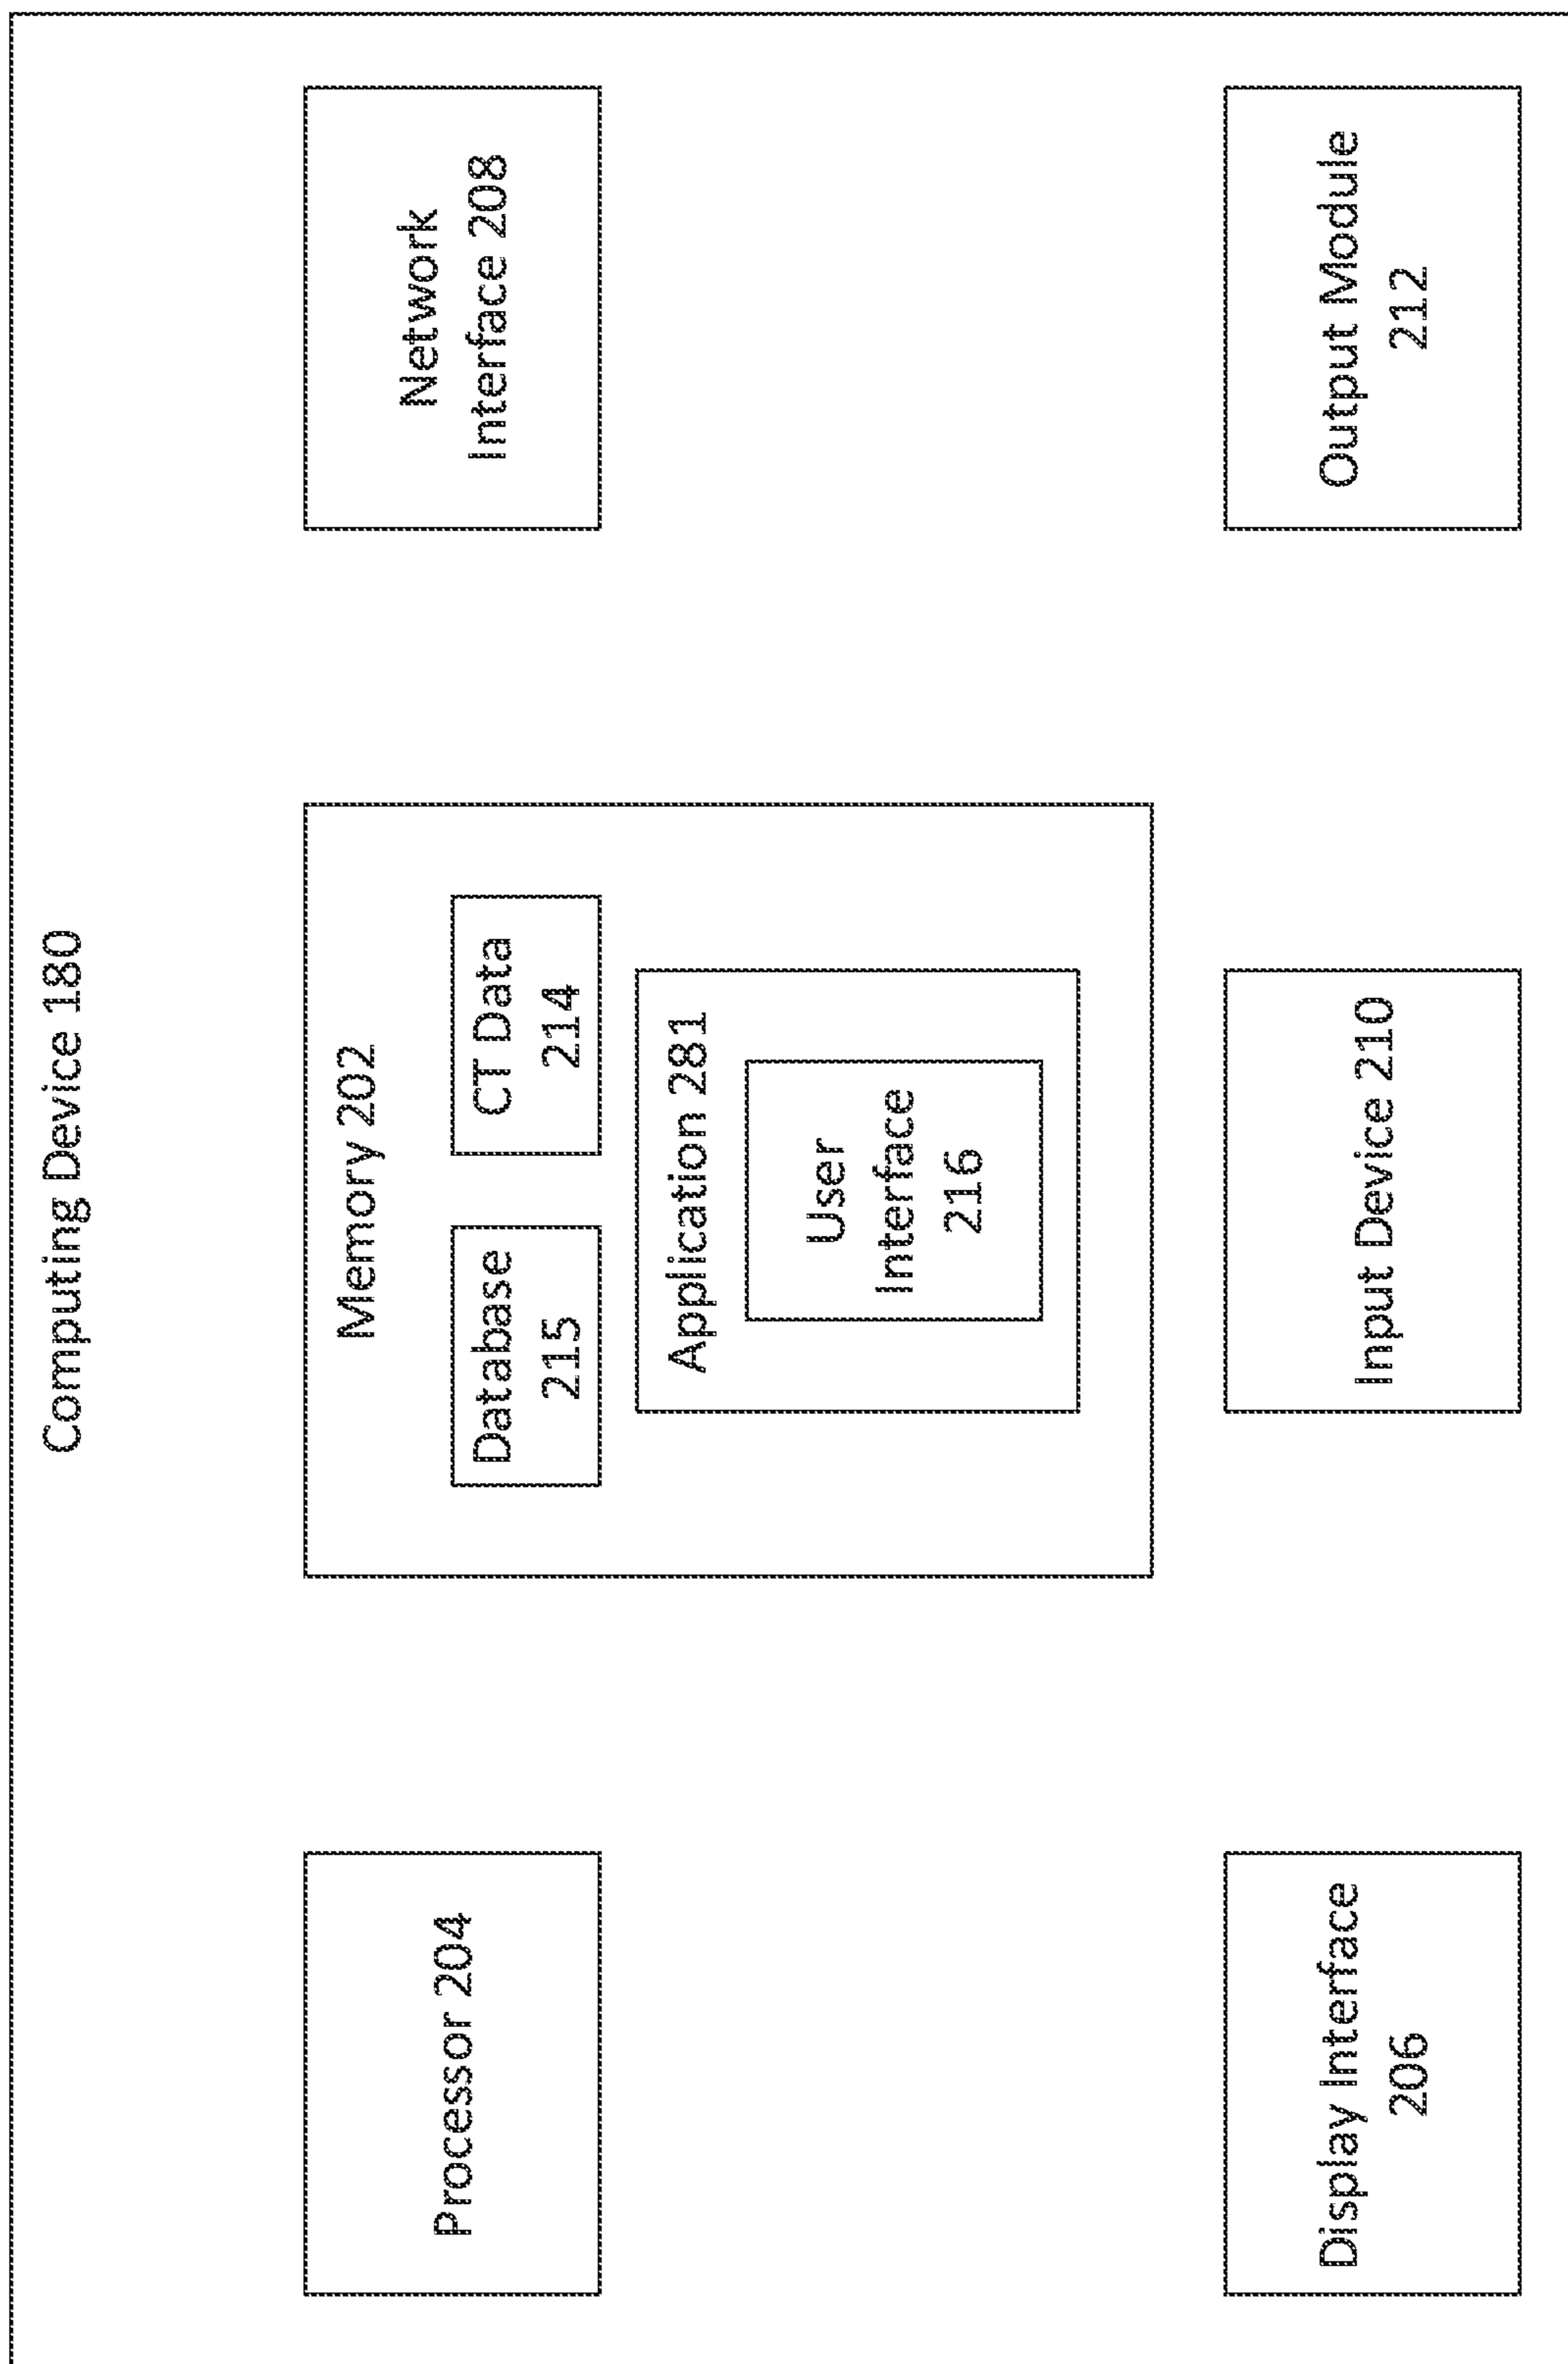 Computing Device 180
Processor 204
Memory 202
Database
215
CT Data
214
Application 281
User
Interface
216
Network
Interface 208
Display Interface
206
Input Device 210
Output Module
212